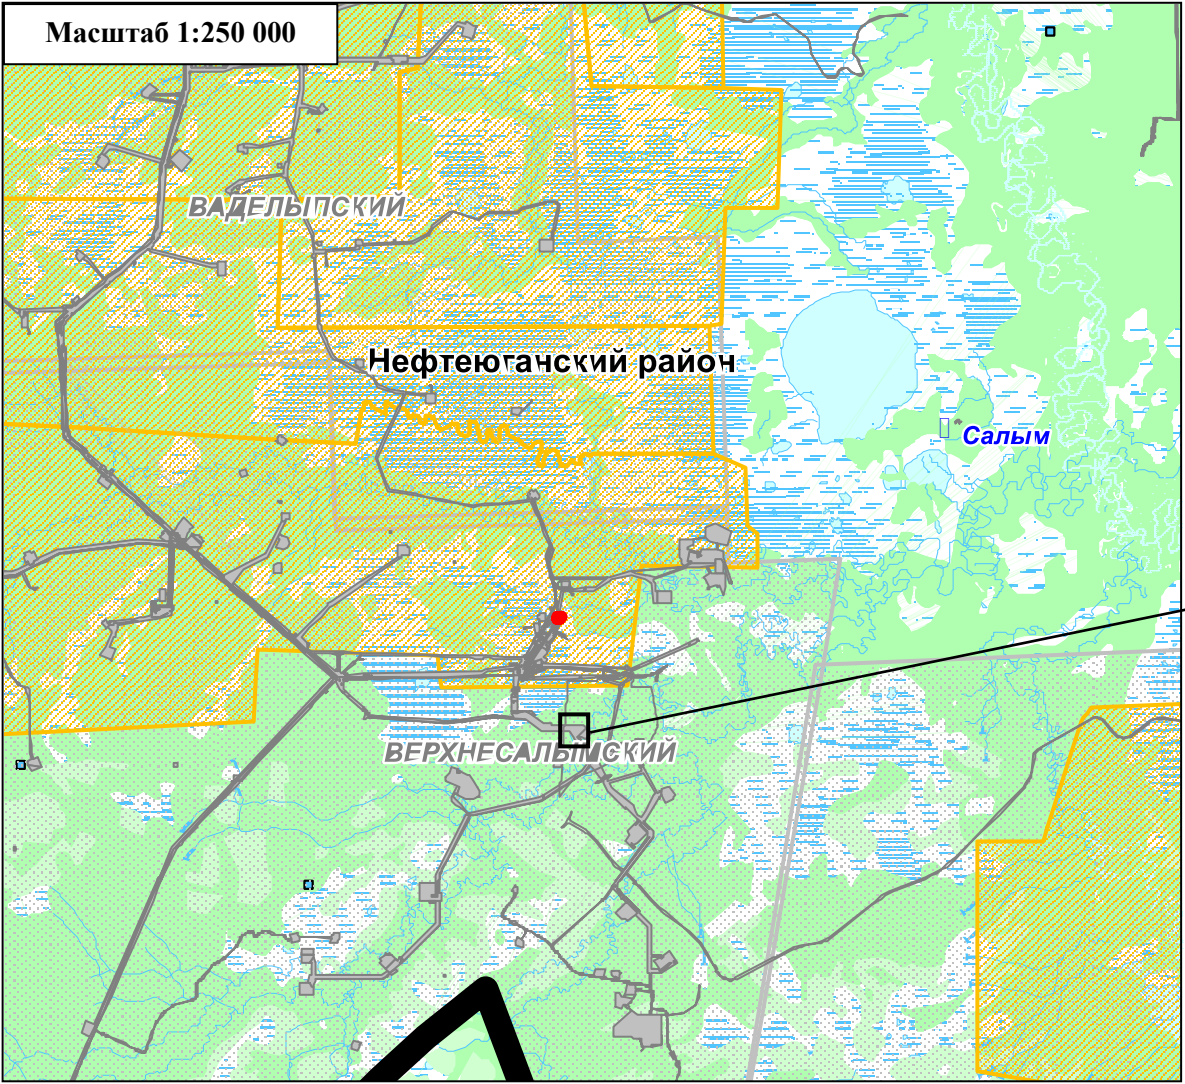 Масштаб 1:250 000
ВАДЕЛЫПСКИЙ
Нефтеюганский район
Салым
ВЕРХНЕСАЛЫМСКИЙ